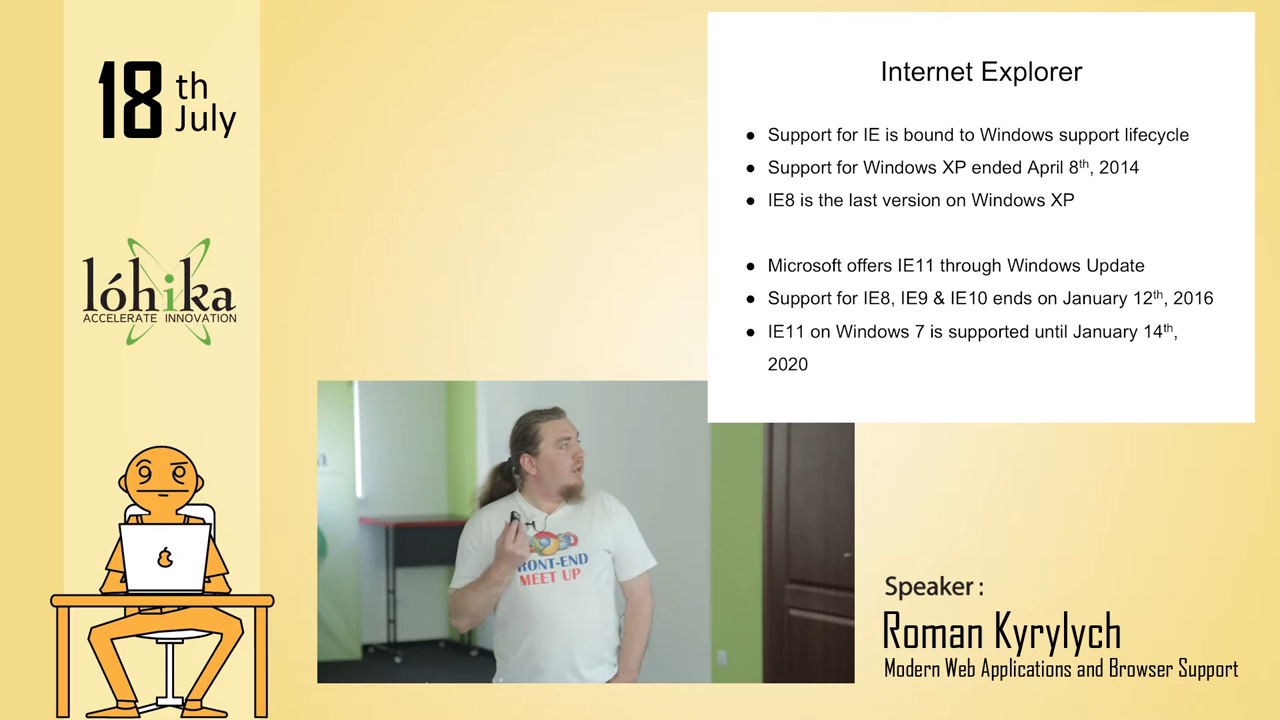 18 th
July
lóhika
ACCELERATE INNOVATION
Internet Explorer
● Support for IE is bound to Windows support lifecycle
● Support for Windows XP ended April 8th, 2014
● IE8 is the last version on Windows XP
● Microsoft offers IE11 through Windows Update
● Support for IE8, IE9 & IE10 ends on January 12th, 2016
● IE11 on Windows 7 is supported until January 14th,
2020
RONT-END
MEET UP
Speaker :
Roman Kyrylych
Modern Web Applications and Browser Support